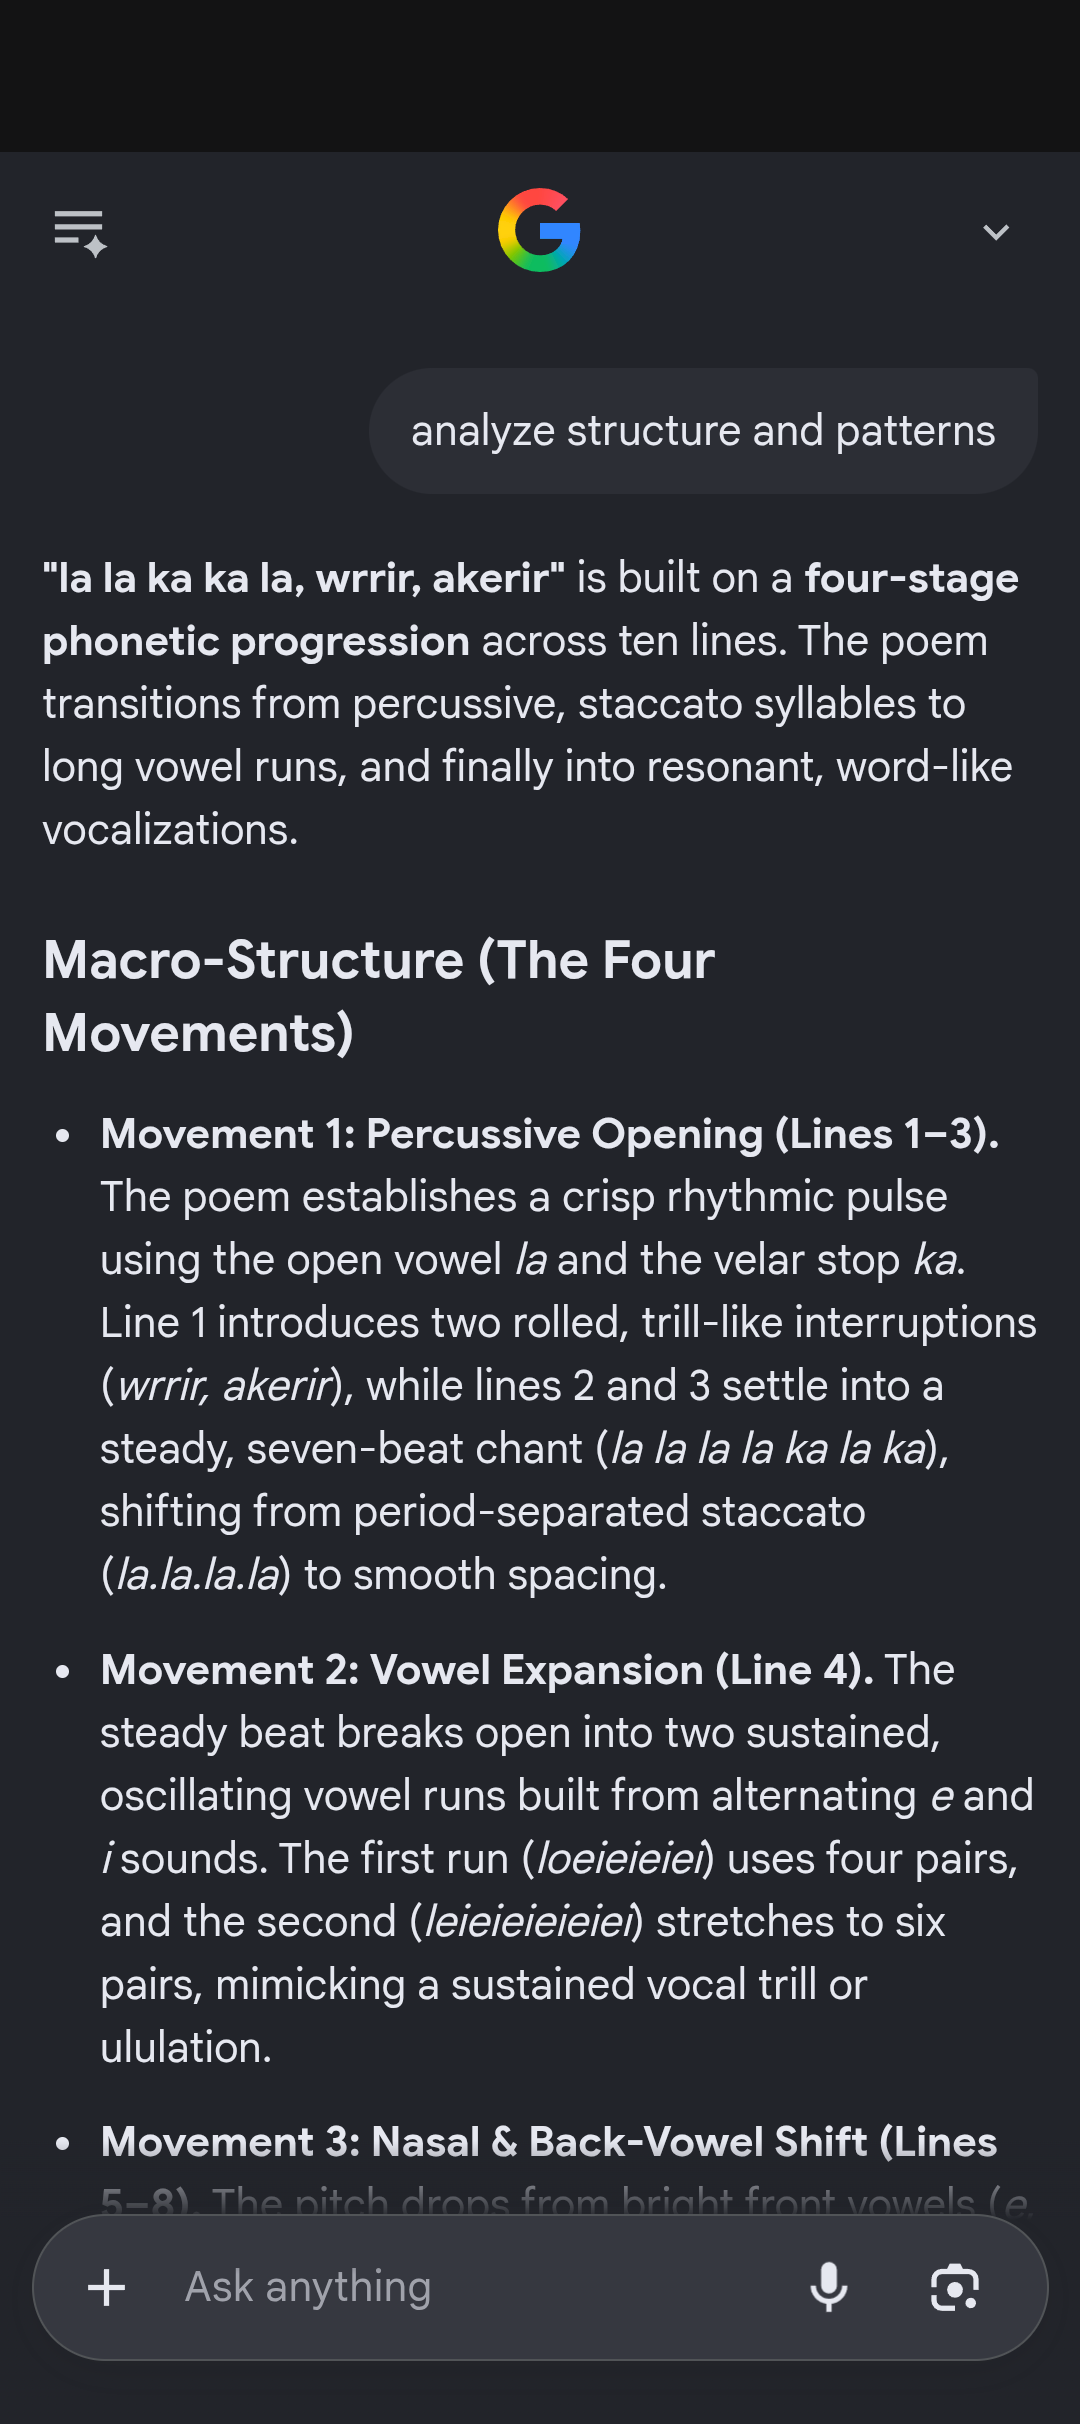 analyze structure and patterns
"la la ka ka la, wrrir, akerir" is built on a four-stage
phonetic progression across ten lines. The poem
transitions from percussive, staccato syllables to
long vowel runs, and finally into resonant, word-like
vocalizations.
Macro-Structure (The Four
Movements)
• Movement 1: Percussive Opening (Lines 1–3).
The poem establishes a crisp rhythmic pulse
using the open vowel la and the velar stop ka.
Line 1 introduces two rolled, trill-like interruptions
(wrrir, akerir), while lines 2 and 3 settle into a
steady, seven-beat chant (la la la la ka la ka),
shifting from period-separated staccato
(la.la.la.la) to smooth spacing.
• Movement 2: Vowel Expansion (Line 4). The
steady beat breaks open into two sustained,
oscillating vowel runs built from alternating e and
i sounds. The first run (loeieieiei) uses four pairs,
and the second (leieieieieiei) stretches to six
pairs, mimicking a sustained vocal trill or
ululation.
• Movement 3: Nasal & Back-Vowel Shift (Lines
5–8). The pitch drops from bright front vowels (e,
Ask anything